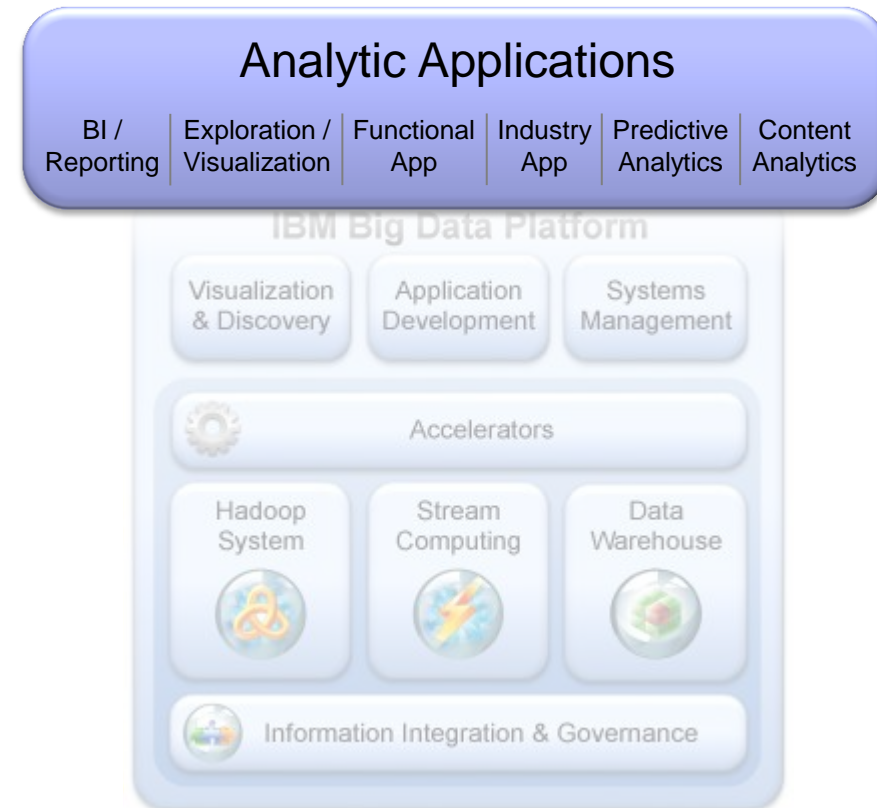 Analytic Applications
BI / Exploration / Functional Industry Predictive Content
Reporting Visualization App App Analytics Analytics
IBM Big Data Platform
Visualization Application Systems
& Discovery Development Management
Accelerators
Hadoop Stream Data
System Computing Warehouse
Information Integration & Governance